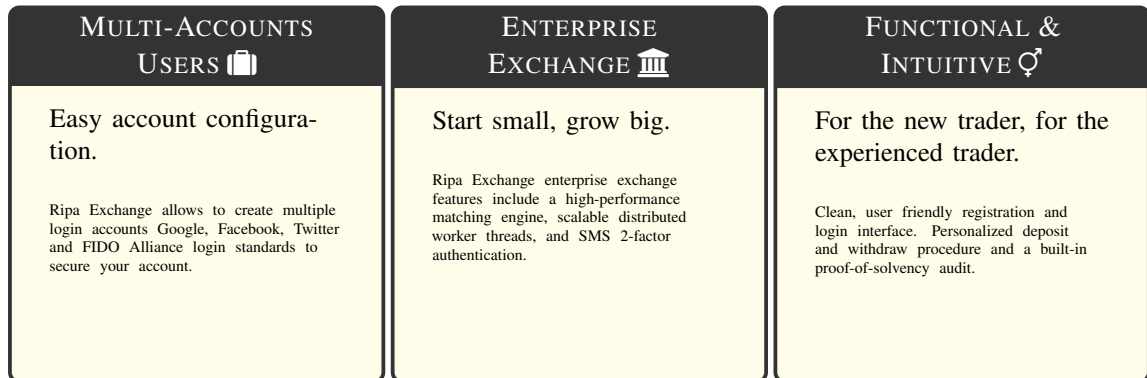 MULTI-ACCOUNTS
USERS
Easy account configura-
tion.
Ripa Exchange allows to create multiple
login accounts Google, Facebook, Twitter
and FIDO Alliance login standards to
secure your account.
ENTERPRISE
EXCHANGE
Start small, grow big.
Ripa Exchange enterprise exchange
features include a high-performance
matching engine, scalable distributed
worker threads, and SMS 2-factor
authentication.
FUNCTIONAL &
INTUITIVE
For the new trader, for the
experienced trader.
Clean, user friendly registration and
login interface. Personalized deposit
and withdraw procedure and a built-in
proof-of-solvency audit.